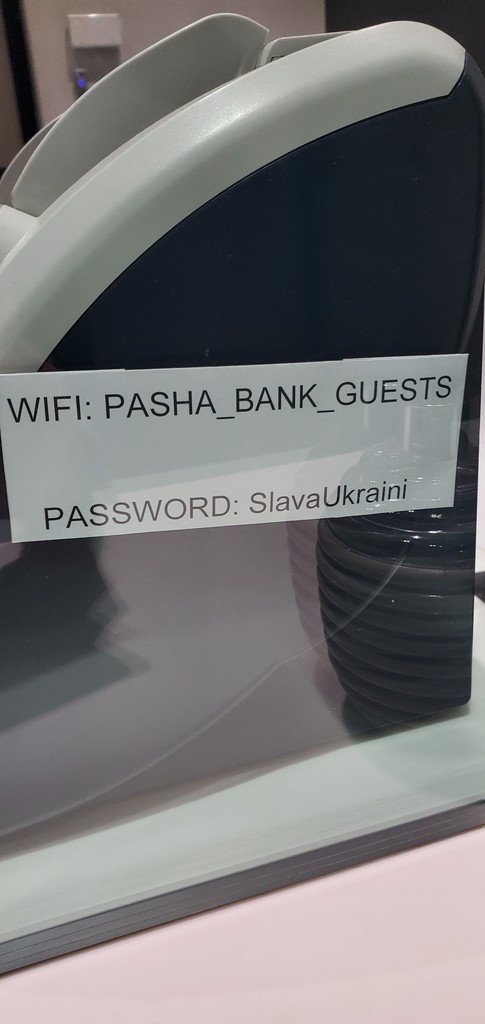 WIFI: PASHA_BANK_GUESTS
PASSWORD: SlavaUkraini